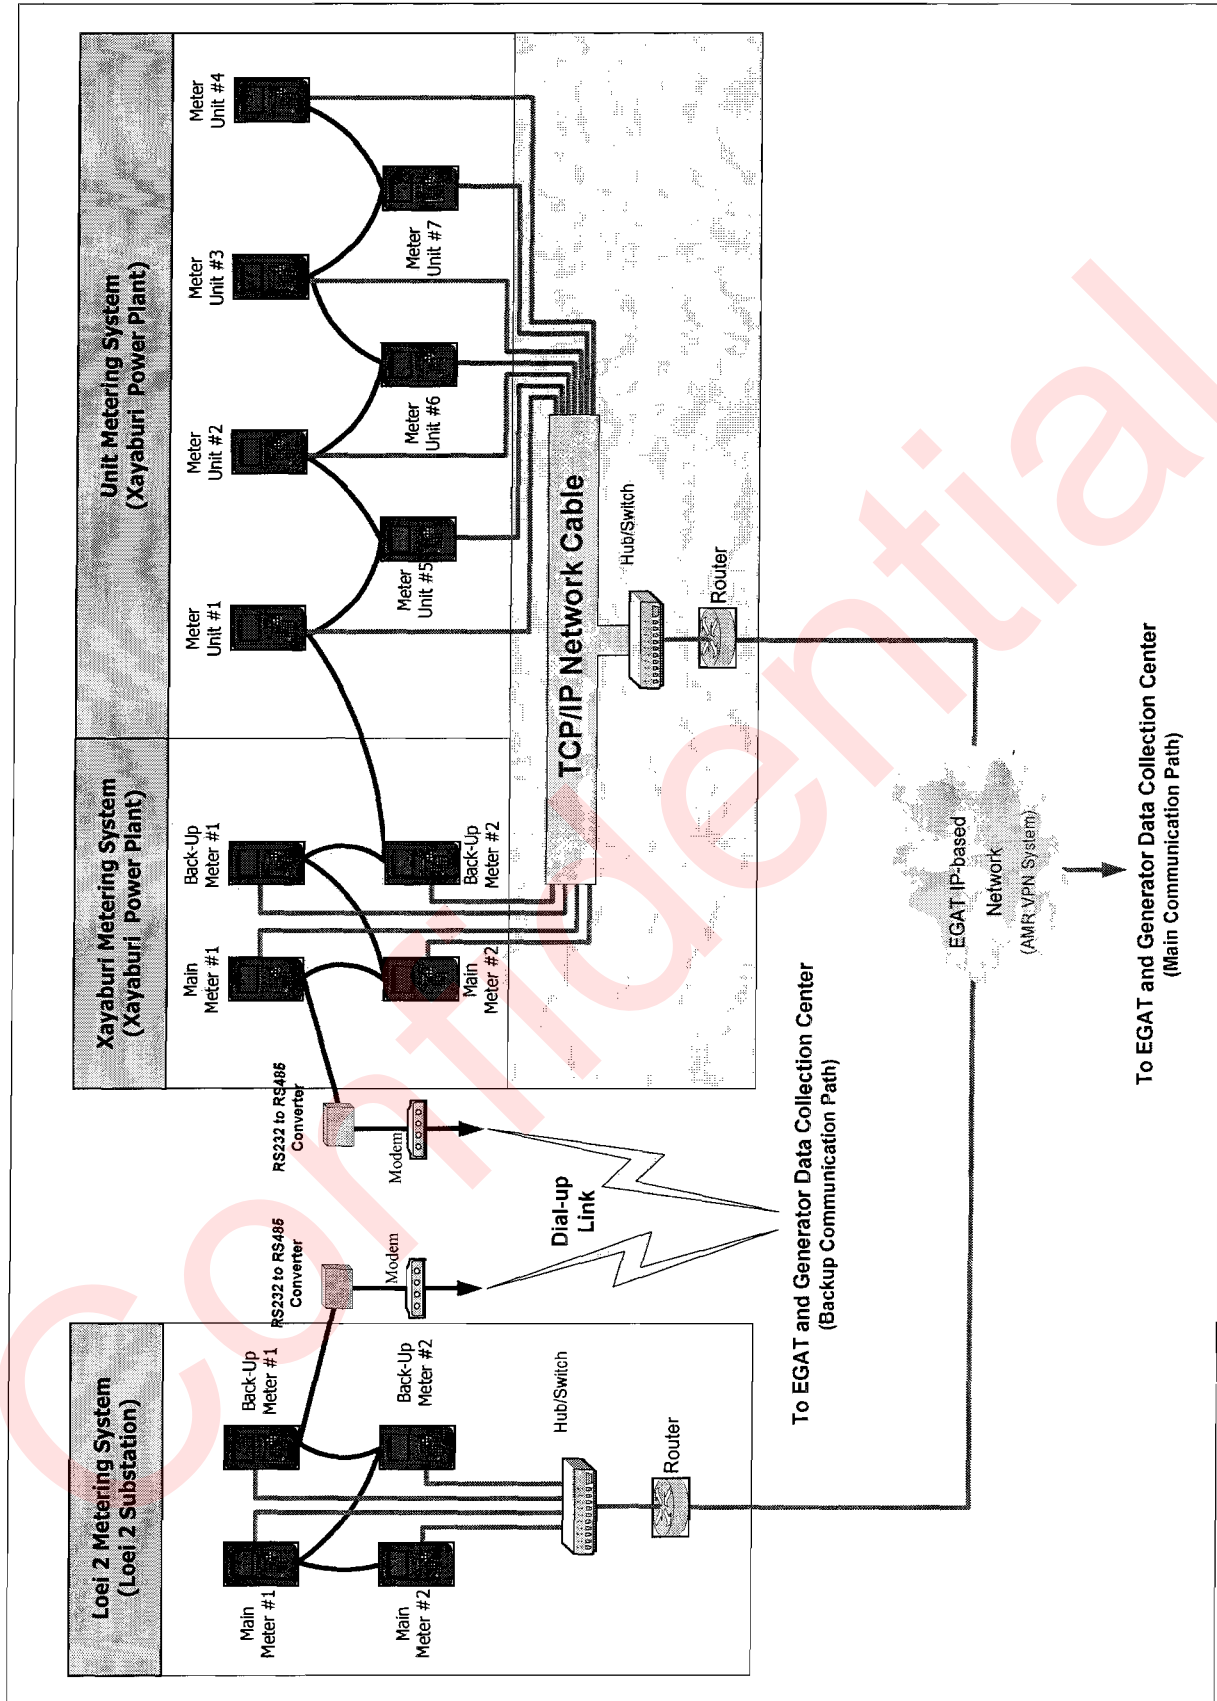 Loei 2 Metering System
(Loei 2 Substation)
Xayaburi Metering System
(Xayaburi Power Plant)
Unit Metering System
(Xayaburi Power Plant)
Main
Meter #1
Back-Up
Meter #1
Main
Meter #2
Back-Up
Meter #2
Hub/Switch
Router
RS232 to RS485
Converter
Modem
RS232 to RS485
Converter
Modem
Dial-up
Link
To EGAT and Generator Data Collection Center
(Backup Communication Path)
Main
Meter #1
Back-Up
Meter #1
Main
Meter #2
Back-Up
Meter #2
Meter
Unit #1
Meter
Unit #2
Meter
Unit #3
Meter
Unit #4
Meter
Unit #5
Meter
Unit #6
Meter
Unit #7
TCP/IP Network Cable
Hub/Switch
Router
EGAT IP-based
Network
(AMR VPN System)
To EGAT and Generator Data Collection Center
(Main Communication Path)
Confidential